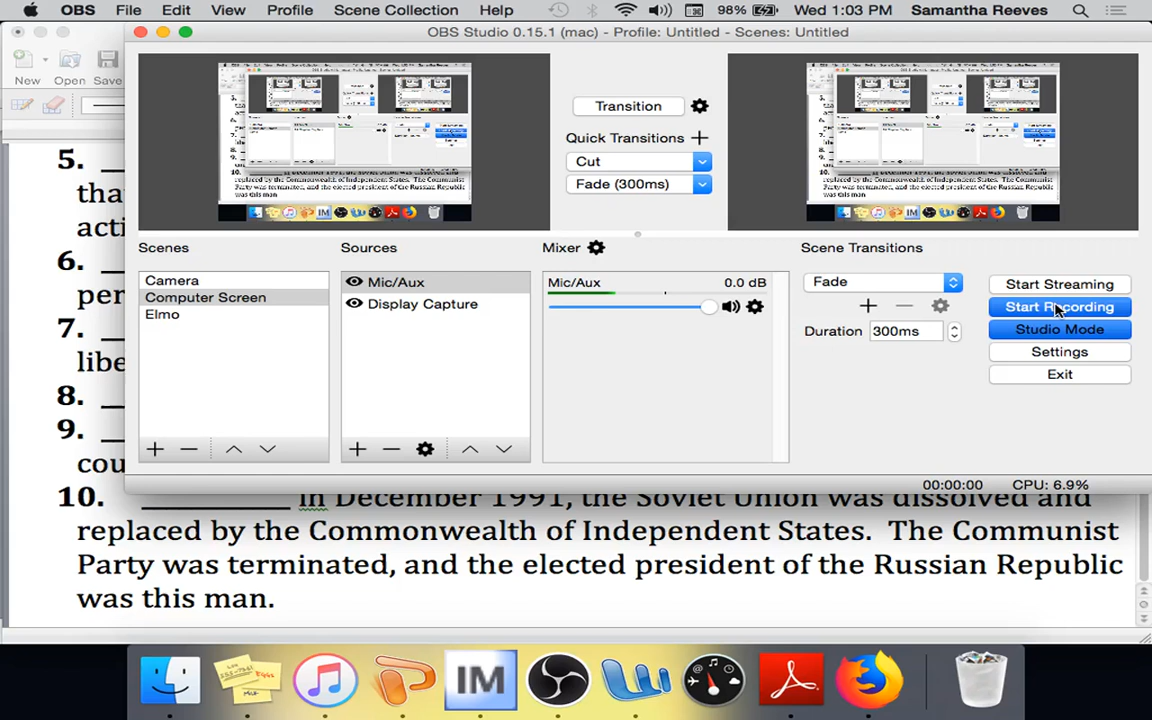 OBS File Edit View Profile Scene Collection Help 98% Wed 1:03 PM Samantha Reeves
OBS Studio 0.15.1 (mac) - Profile: Untitled - Scenes: Untitled
New Open Save
Transition
Quick Transitions
Cut
Fade (300ms)
5.
tha
acti
6.
per
7.
libe
8.
9.
cou
Scenes
Camera
Computer Screen
Elmo
Sources
Mic/Aux
Display Capture
Mixer
Mic/Aux 0.0 dB
Scene Transitions
Fade
Duration 300ms
Start Streaming
Start Recording
Studio Mode
Settings
Exit
00:00:00 CPU: 6.9%
10. __________ in December 1991, the Soviet Union was dissolved and
replaced by the Commonwealth of Independent States. The Communist
Party was terminated, and the elected president of the Russian Republic
was this man.
IM